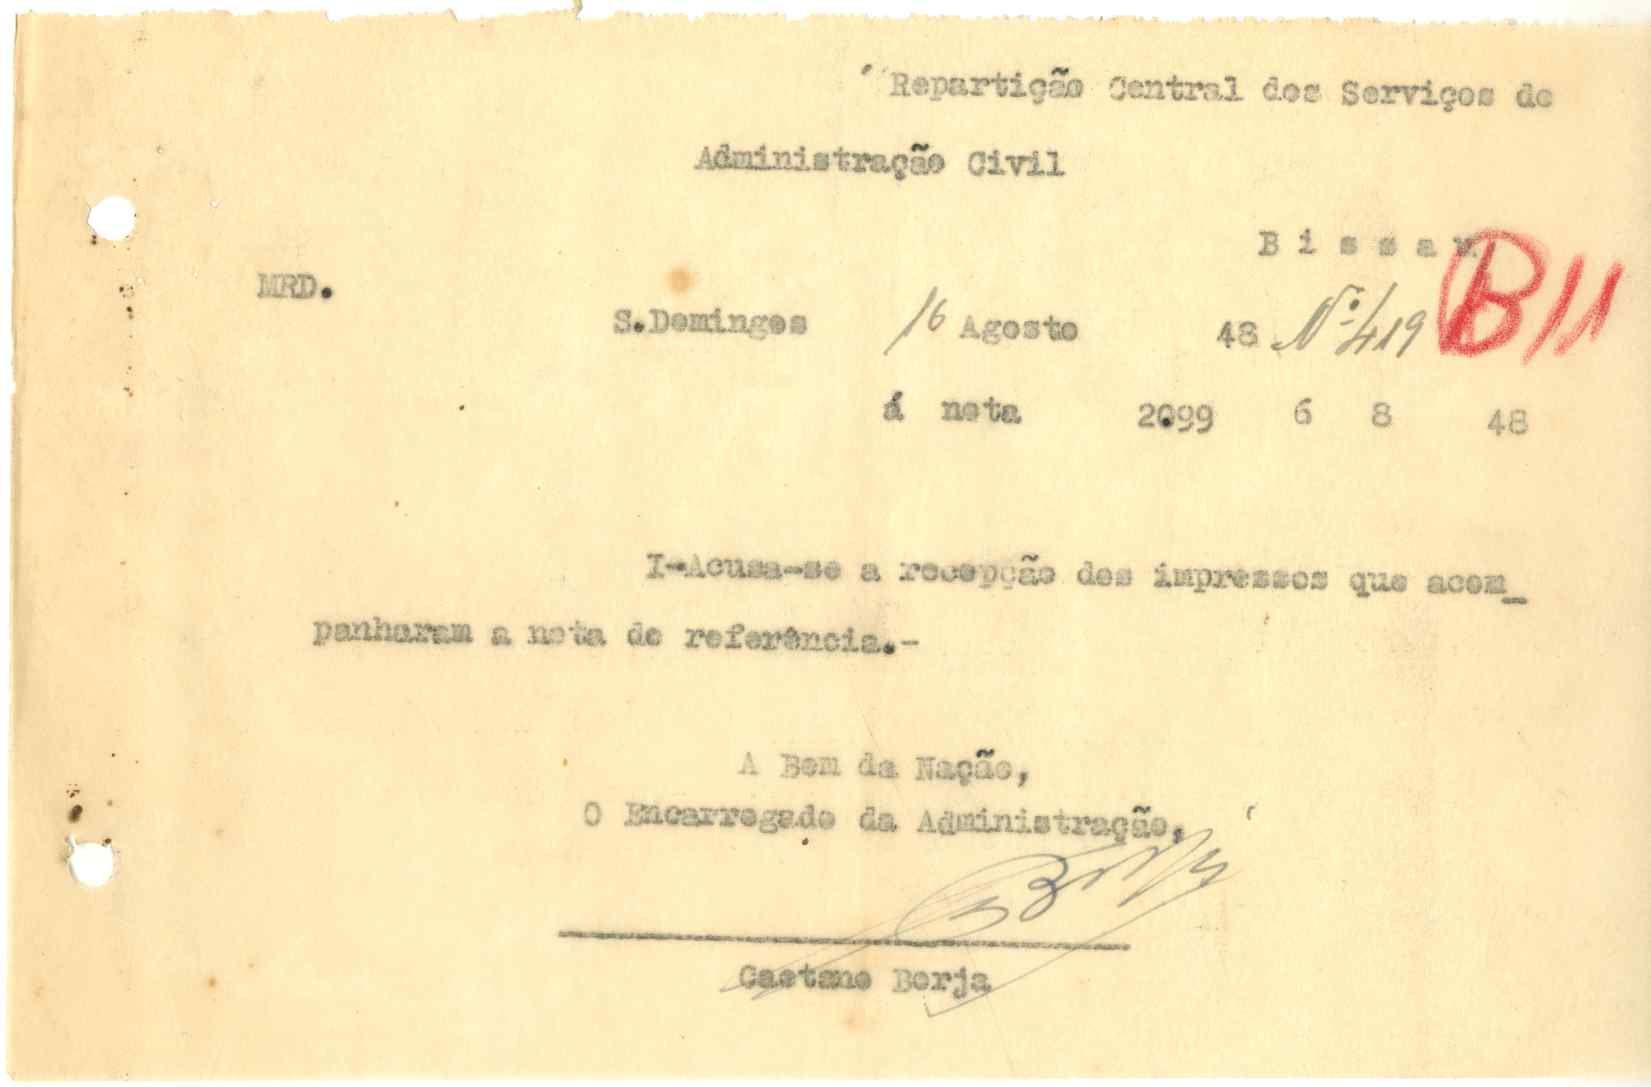 Repartição Central dos Serviços de
Administração Civil
B i s s a u
B/11
MRD.
S.Domingos 16 Agosto 48 Nº 419
á nota 2099 6 8 48
I-Acusa-se a recepção dos impressos que acom_
panharam a nota de referência.-
A Bem da Nação,
O Encarregado da Administração,
Borja
Caetano Borja